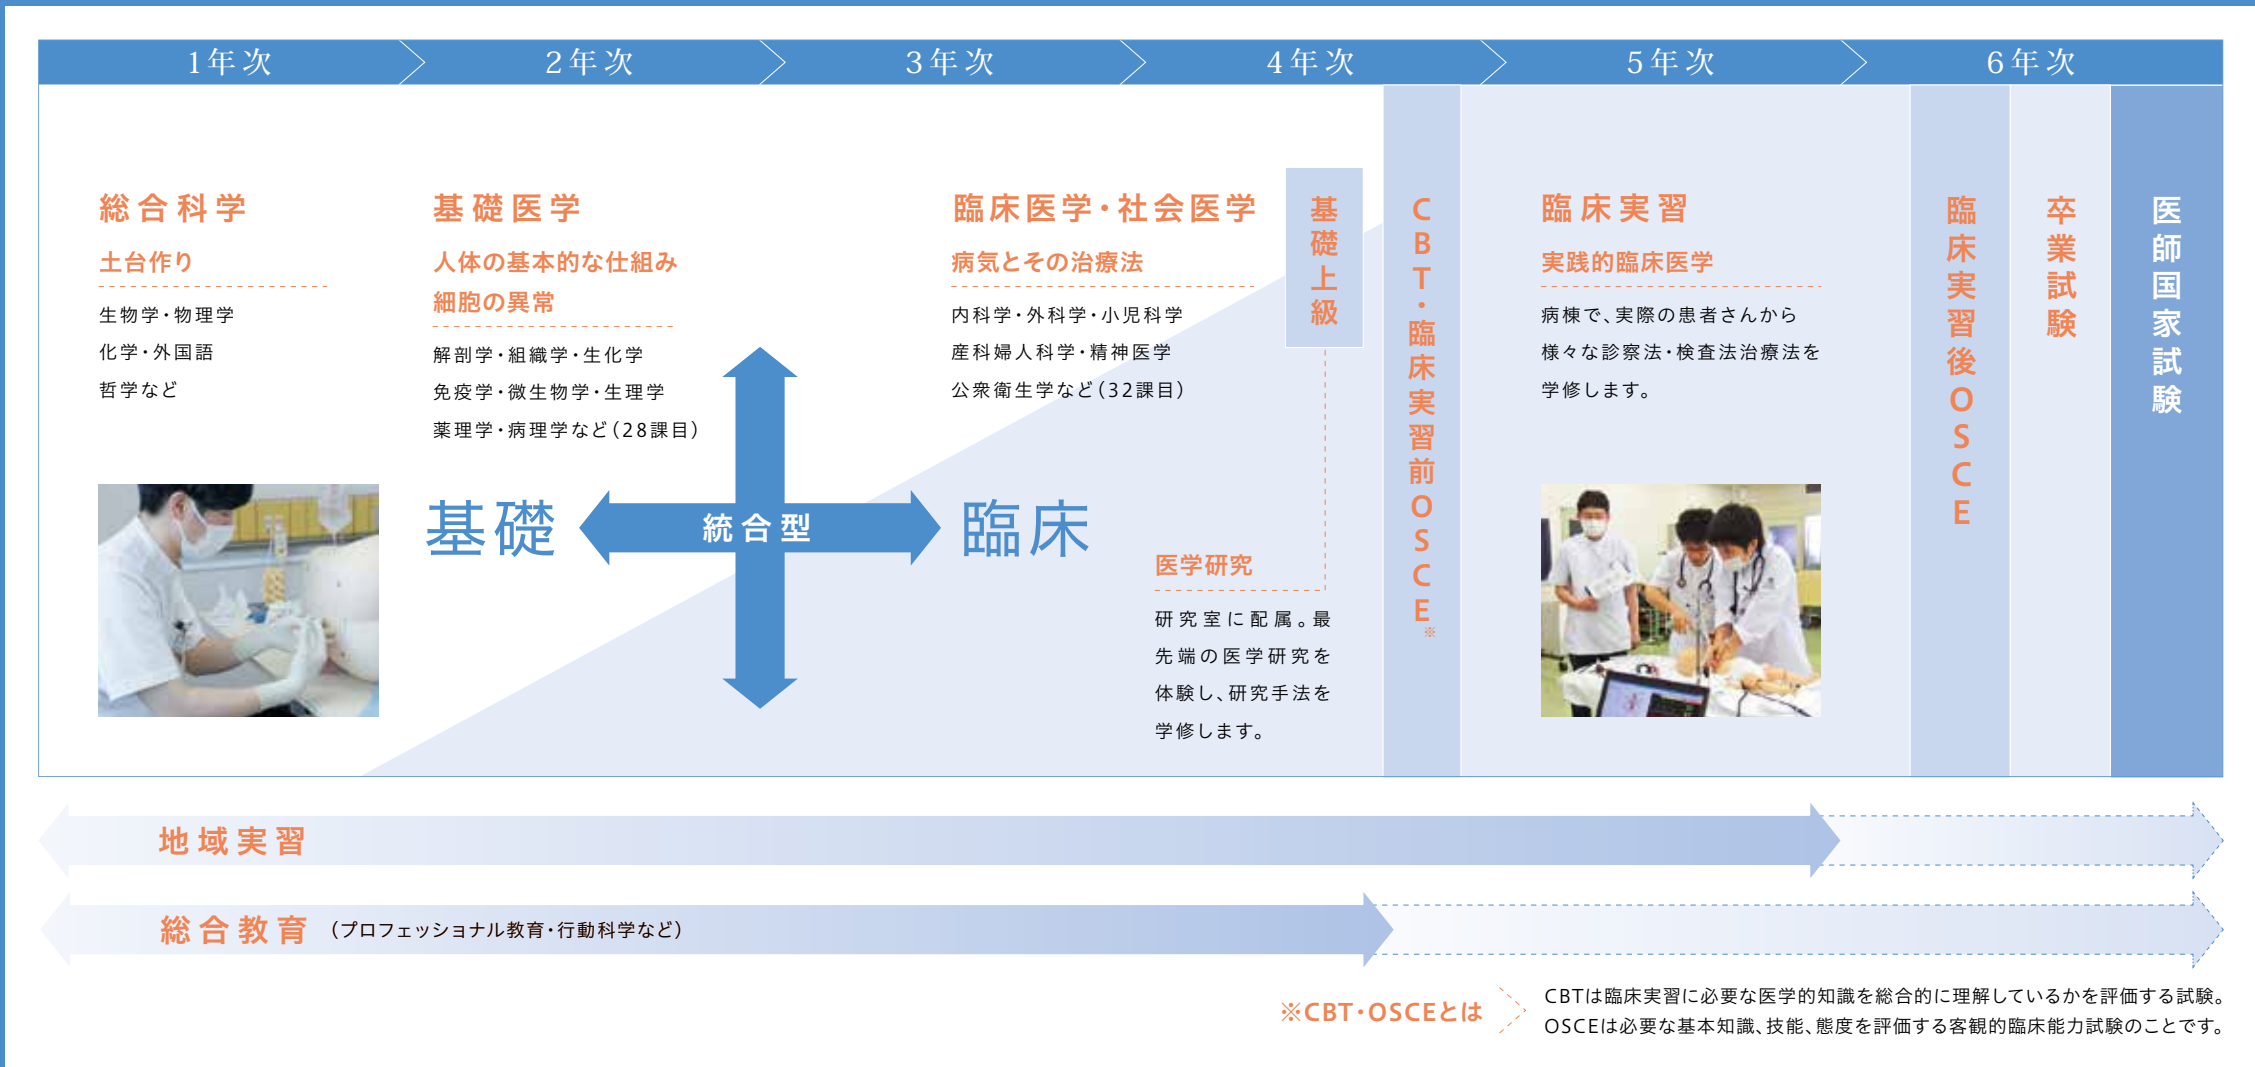 1年次
2年次
3年次
4年次
5年次
6年次
総合科学
土台作り
生物学・物理学
化学・外国語
哲学など
基礎医学
人体の基本的な仕組み
細胞の異常
解剖学・組織学・生化学
免疫学・微生物学・生理学
薬理学・病理学など（28課目）
臨床医学・社会医学
病気とその治療法
内科学・外科学・小児科学
産科婦人科学・精神医学
公衆衛生学など（32課目）
基礎上級
医学研究
研究室に配属。最
先端の医学研究を
体験し、研究手法を
学修します。
基礎
統合型
臨床
CBT・臨床実習前OSCE※
臨床実習
実践的臨床医学
病棟で、実際の患者さんから
様々な診察法・検査法治療法を
学修します。
臨床実習後OSCE
卒業試験
医師国家試験
地域実習
総合教育（プロフェッショナル教育・行動科学など）
※CBT・OSCEとは
CBTは臨床実習に必要な医学的知識を総合的に理解しているかを評価する試験。
OSCEは必要な基本知識、技能、態度を評価する客観的臨床能力試験のことです。